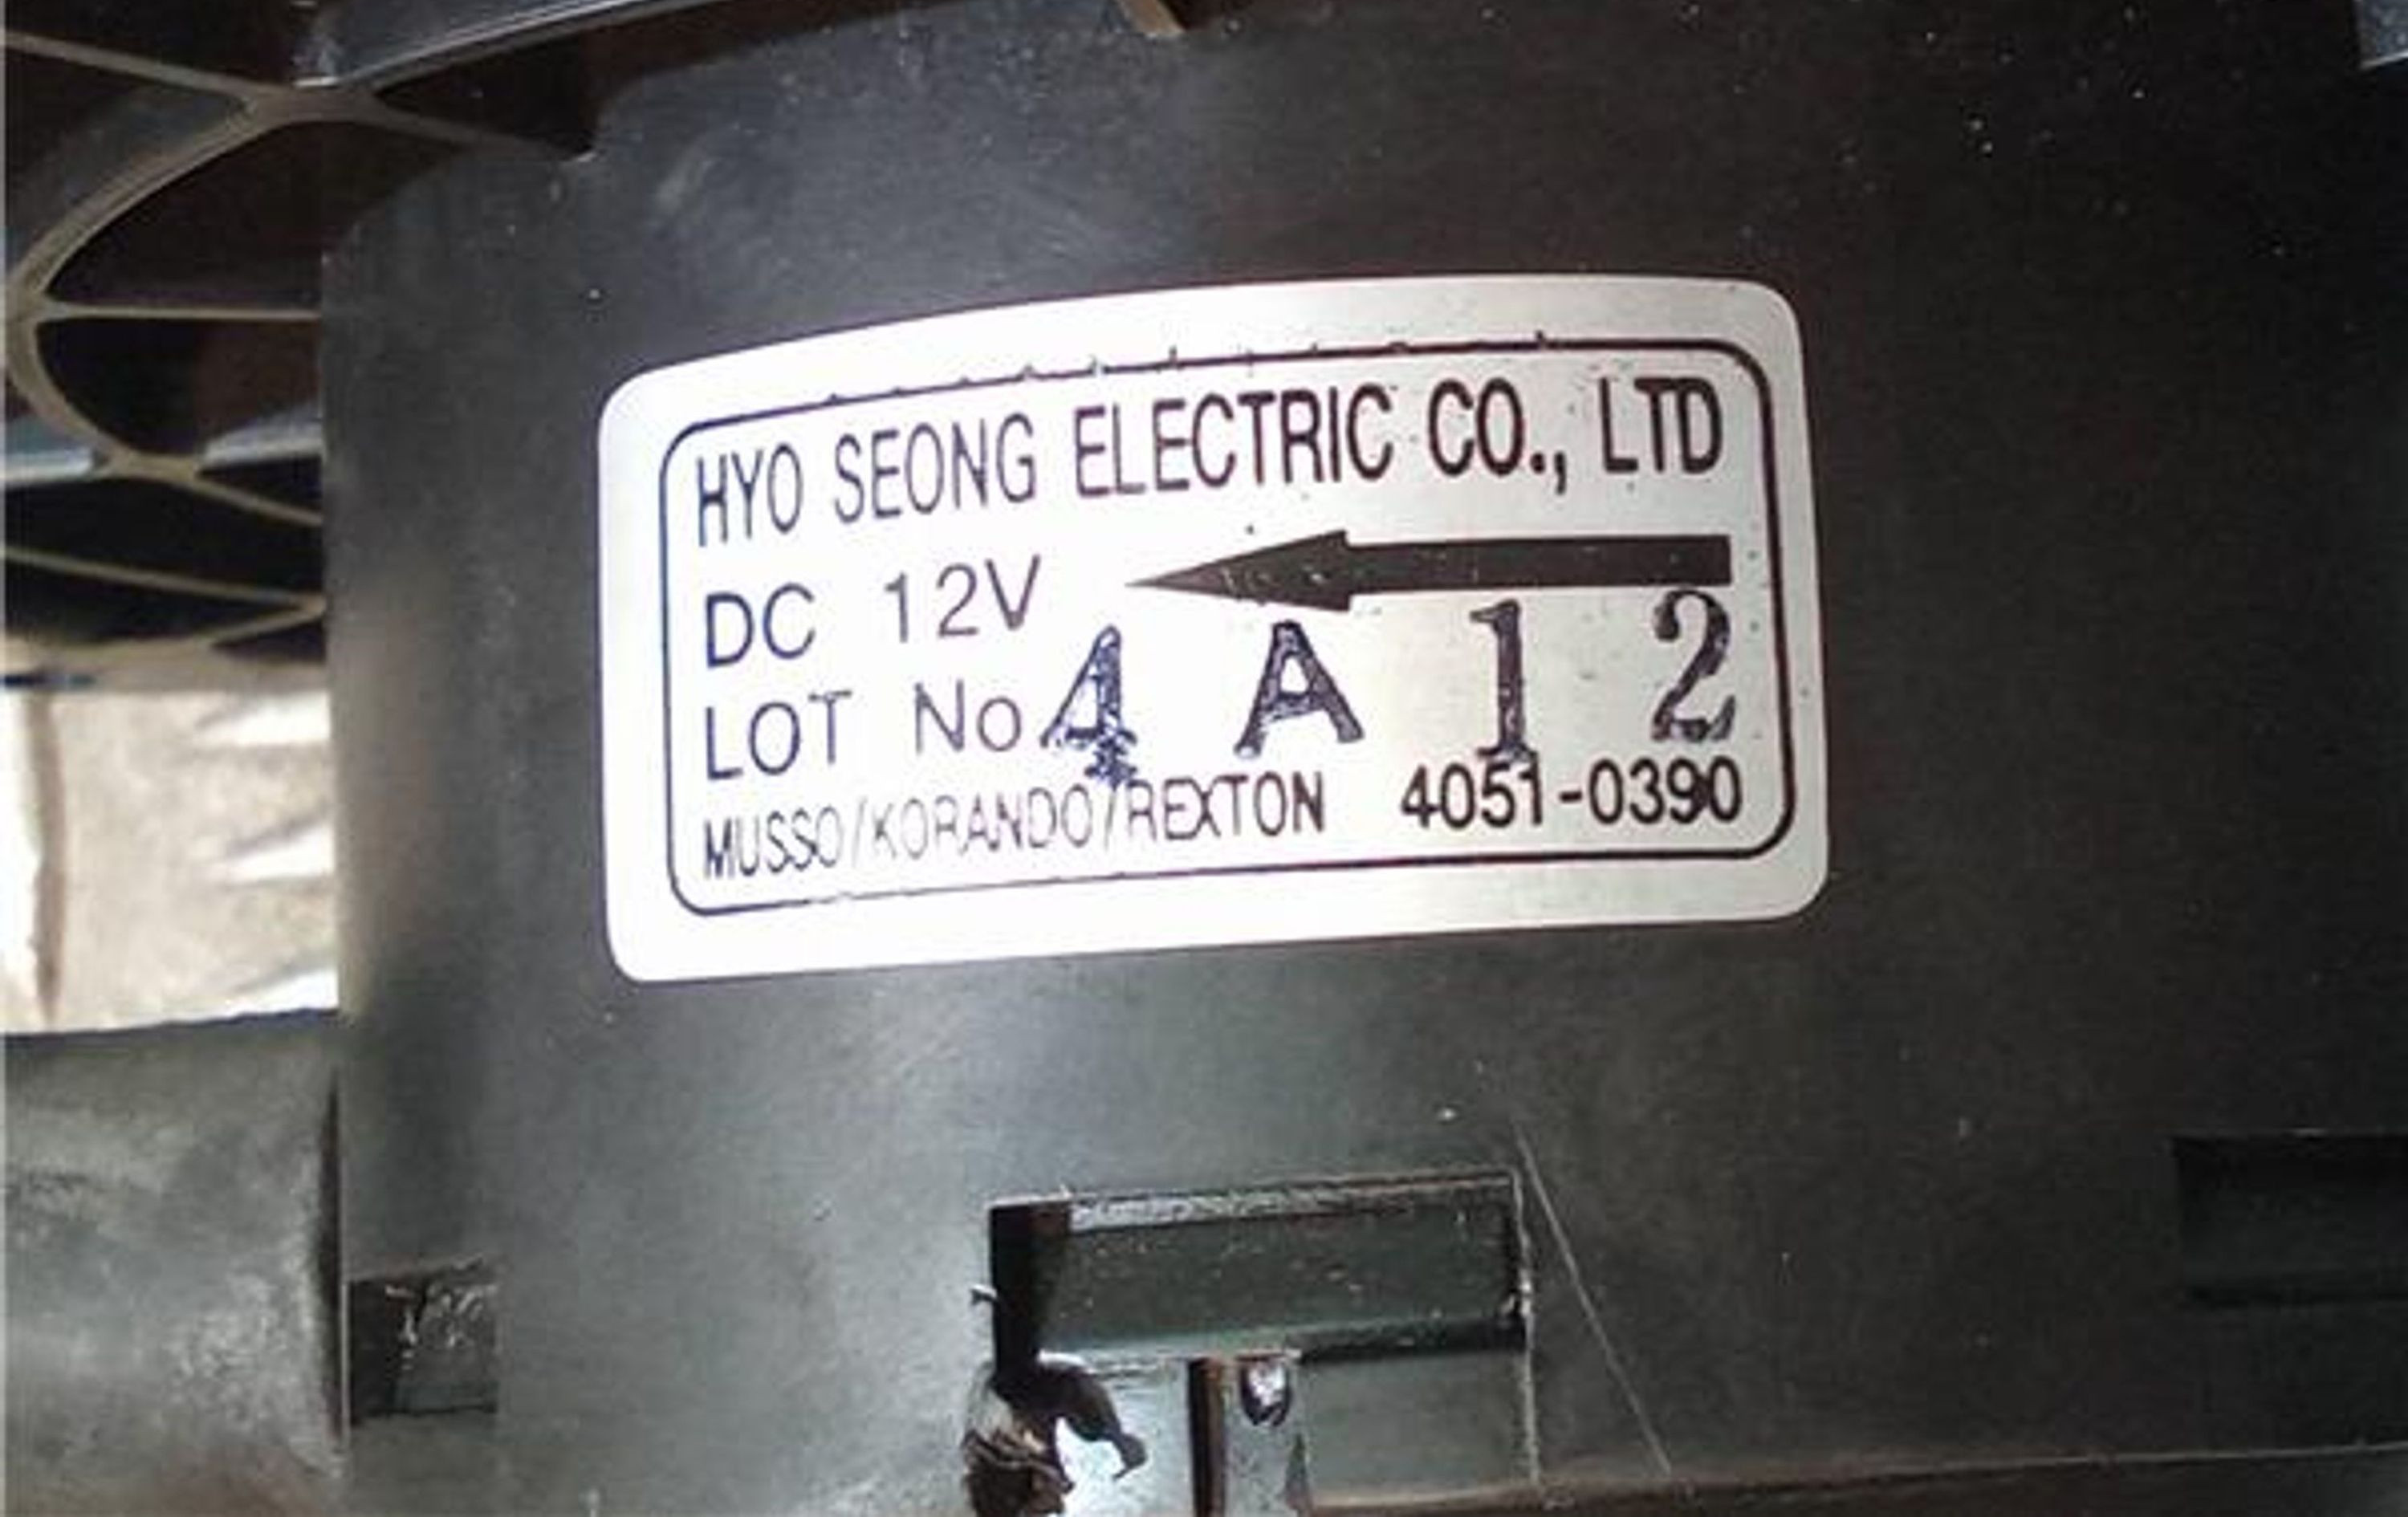 HYO SEONG ELECTRIC CO., LTD
DC 12V
LOT No 4 A 1 2
MUSSO/KORANDO/REXTON 4051-0390